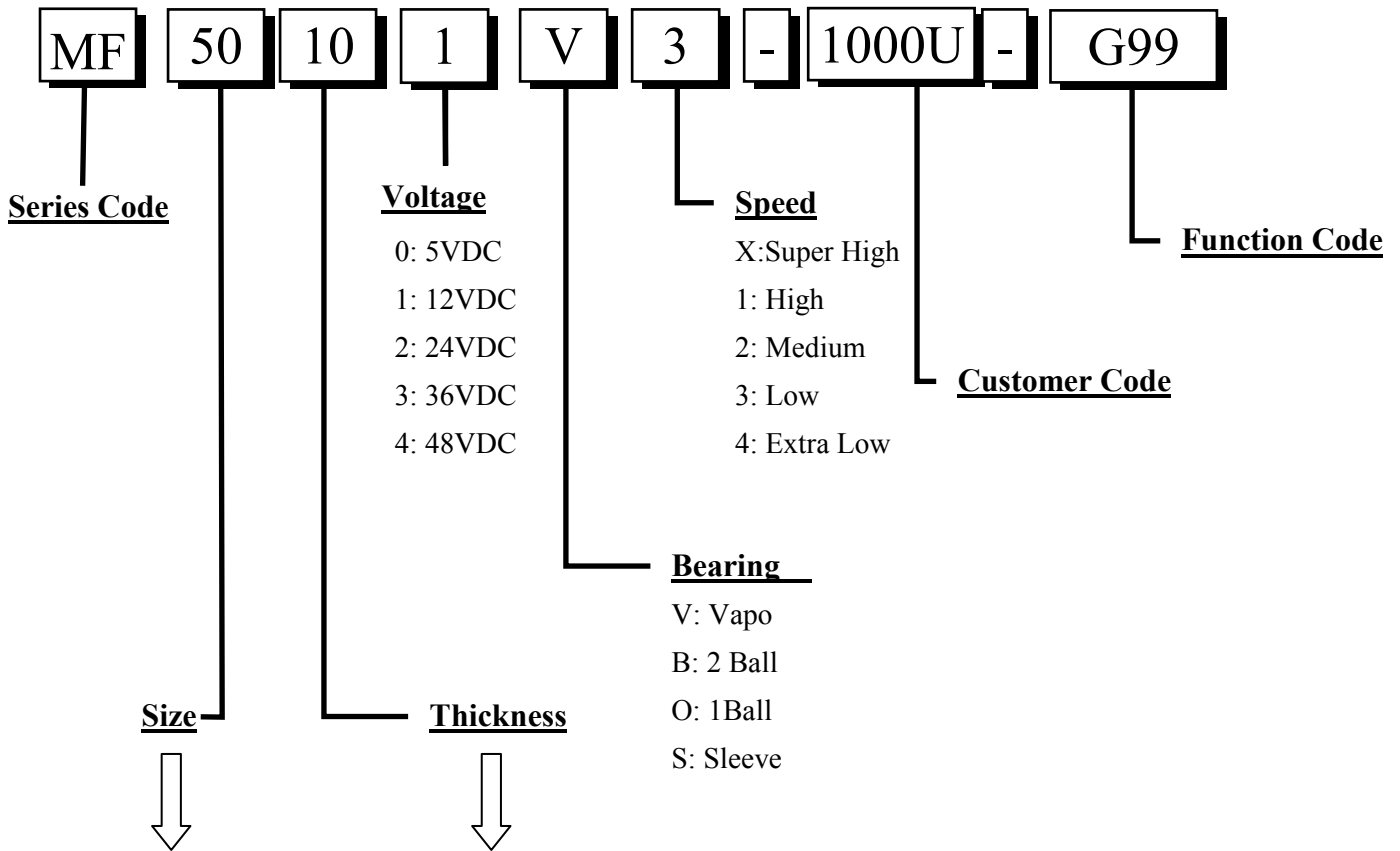 MF 50 10 1 V 3 - 1000U - G99
Series Code
Voltage
0: 5VDC
1: 12VDC
2: 24VDC
3: 36VDC
4: 48VDC
Speed
X:Super High
1: High
2: Medium
3: Low
4: Extra Low
Function Code
Customer Code
Bearing
V: Vapo
B: 2 Ball
O: 1Ball
S: Sleeve
Size
Thickness